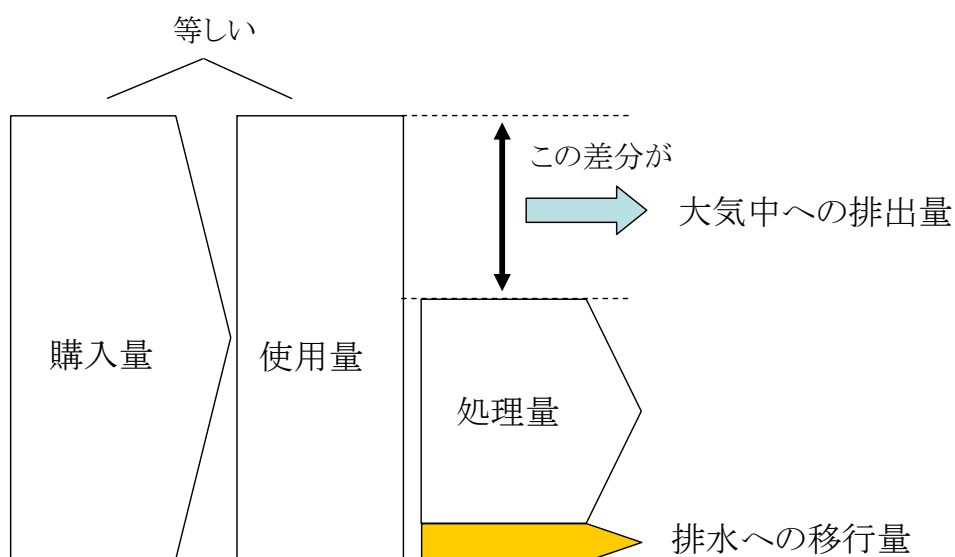 等しい
この差分が
大気中への排出量
購入量
使用量
処理量
排水への移行量